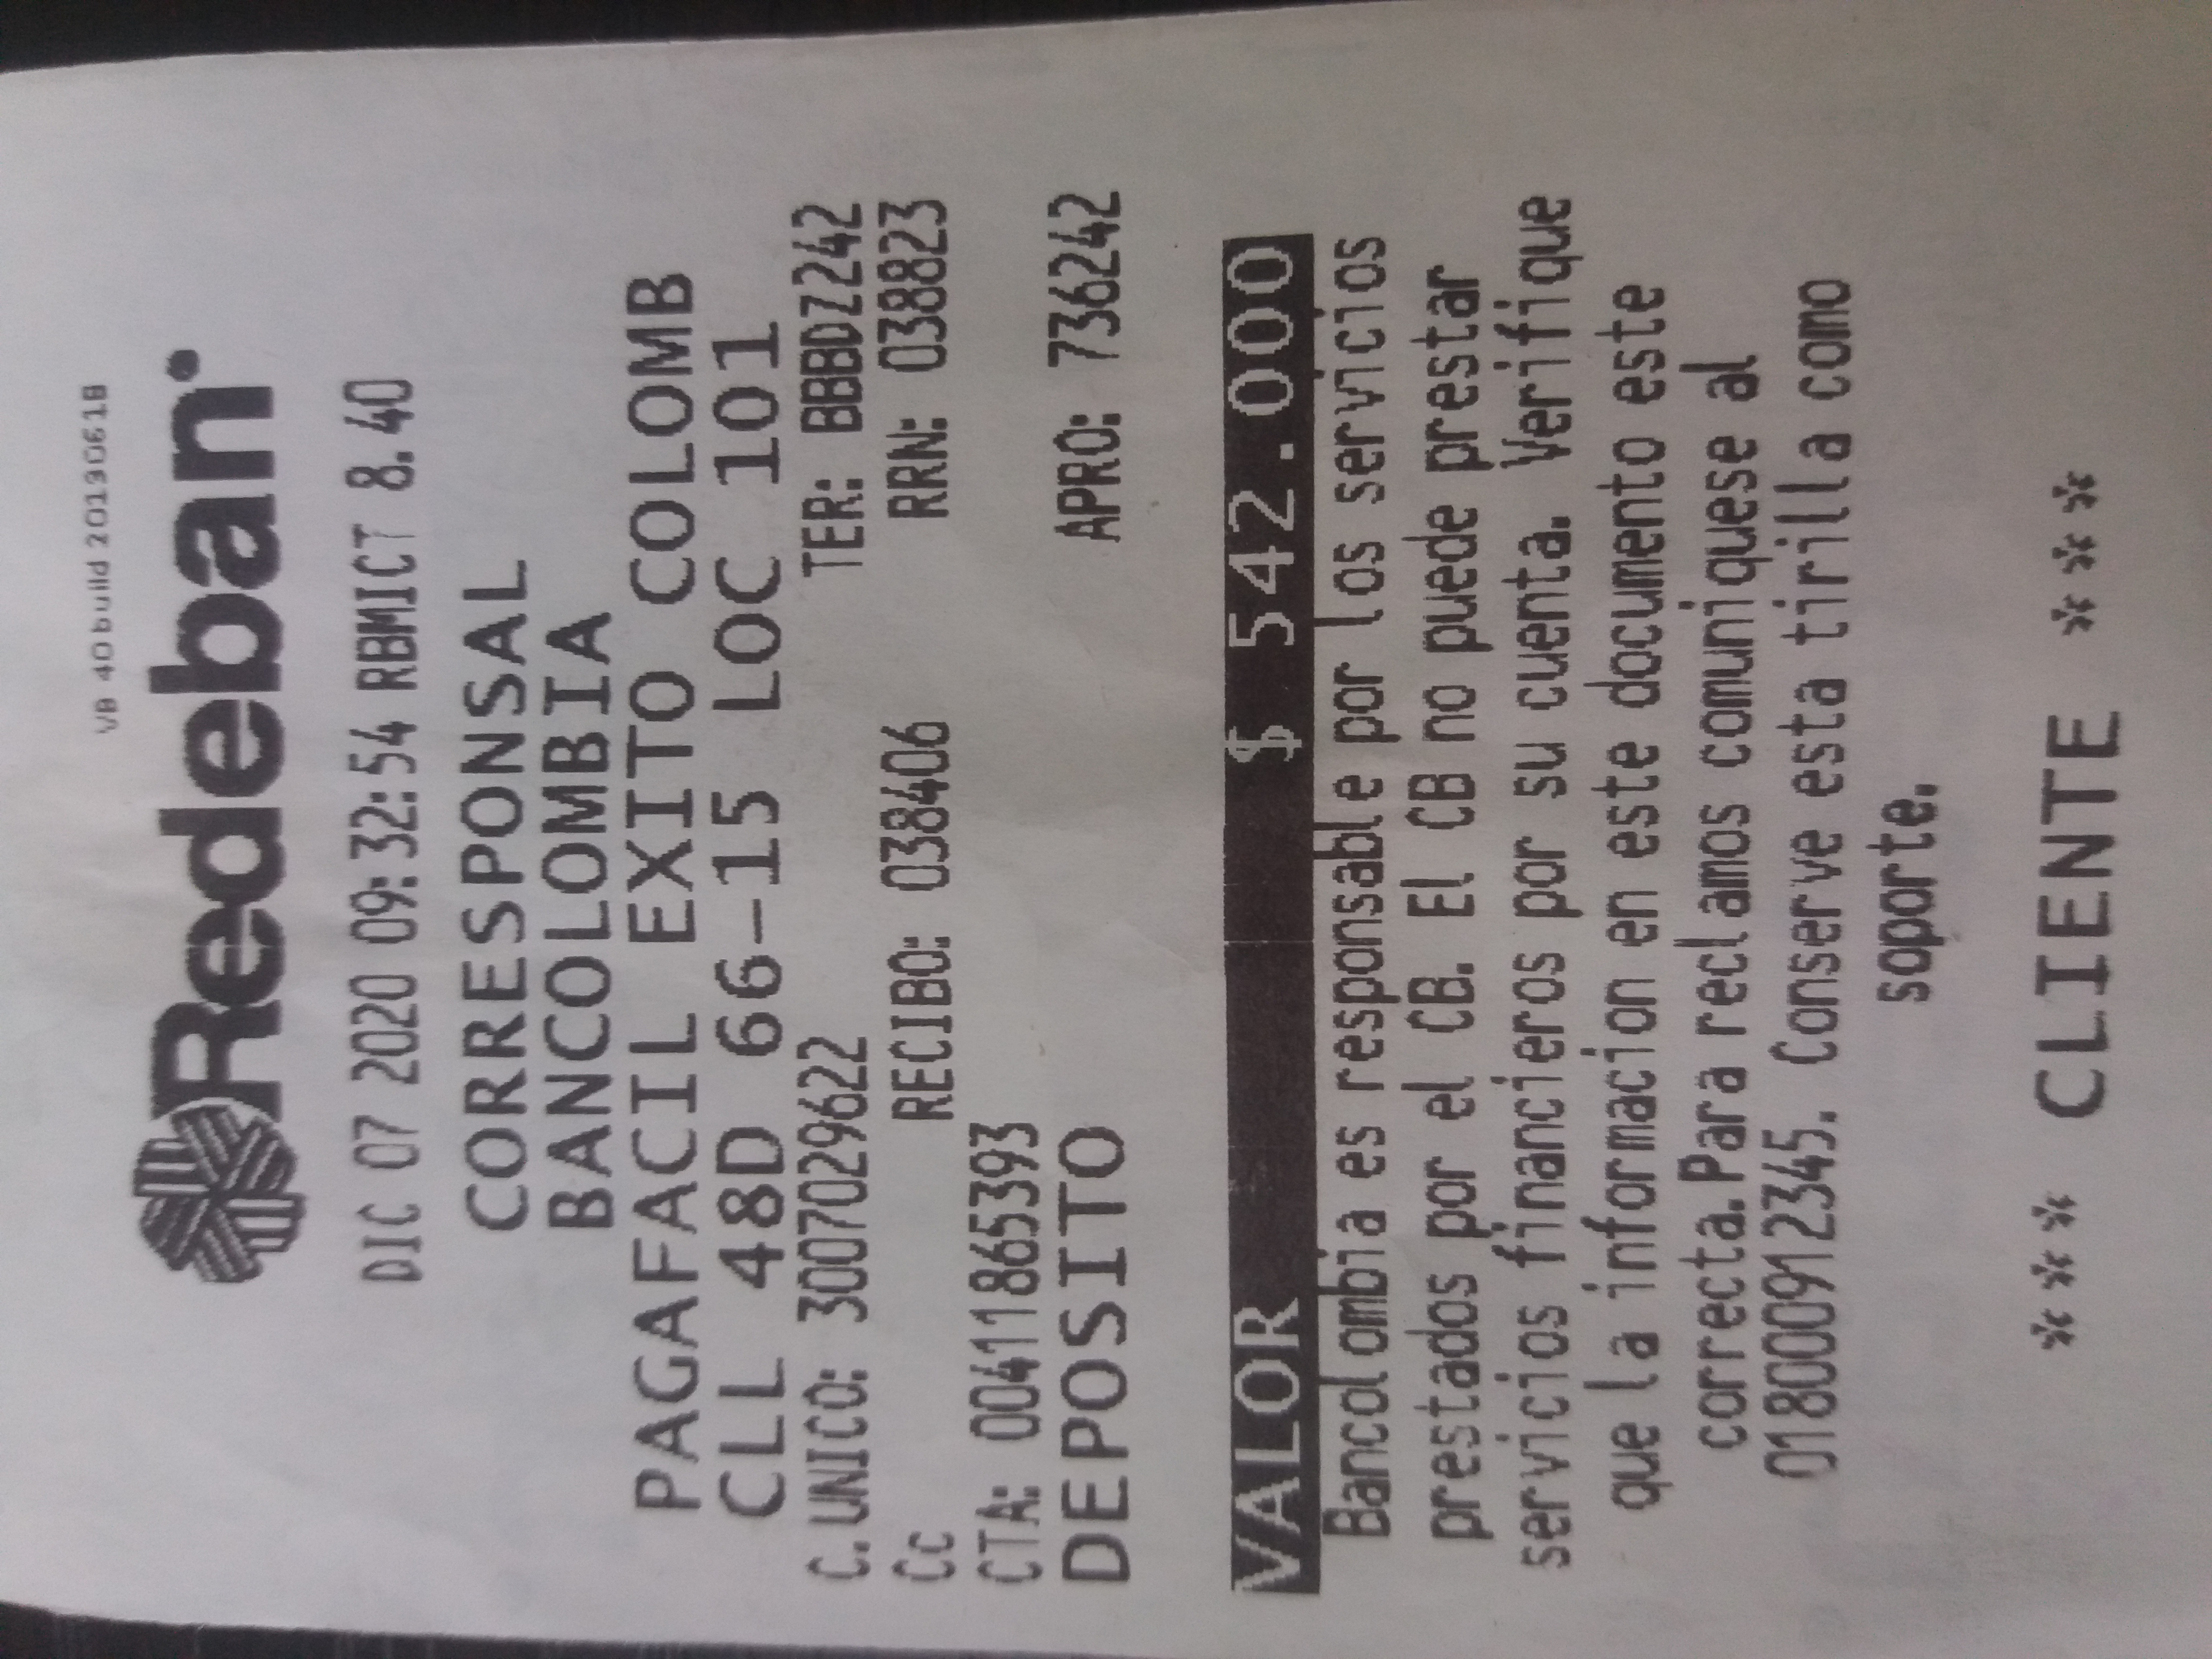 VB 40 build 20190618
Redeban
DIC 07 2020 09:32:54 RBMICT 8.40
CORRESPONSAL
BANCOLOMBIA
PAGAFACIL EXITO COLOMB
CLL 48D 66-15 LOC 101
C.UNICO: 3007029622 TER: BBBDZ242
Cc RECIBO: 038406 RRN: 038823
CTA: 00411865393
DEPOSITO APRO: 736242
VALOR $ 542.000
Bancolombia es responsable por los servicios
prestados por el CB. El CB no puede prestar
servicios financieros por su cuenta. Verifique
que la informacion en este documento este
correcta.Para reclamos comuniquese al
018000912345. Conserve esta tirilla como
soporte.
*** CLIENTE ***